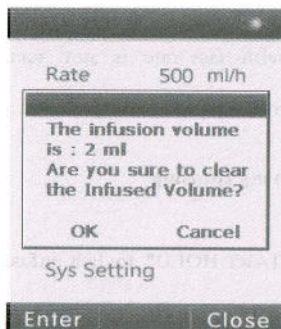 Rate 500 ml/h
The infusion volume
is : 2 ml
Are you sure to clear
the Infused Volume?
OK Cancel
Sys Setting
Enter Close